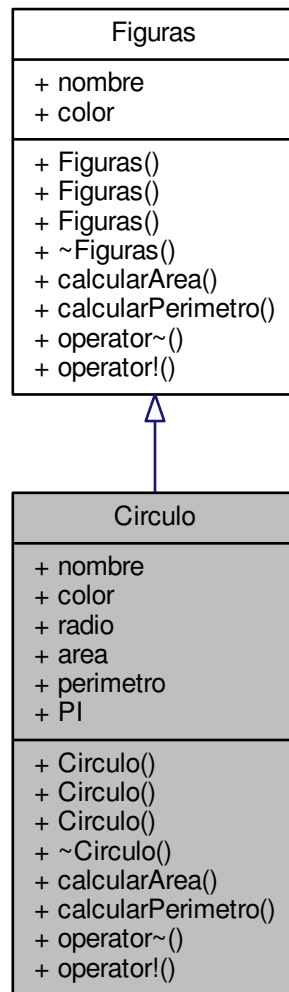 Figuras
+ nombre
+ color
+ Figuras()
+ Figuras()
+ Figuras()
+ ~Figuras()
+ calcularArea()
+ calcularPerimetro()
+ operator~()
+ operator!()
Circulo
+ nombre
+ color
+ radio
+ area
+ perimetro
+ PI
+ Circulo()
+ Circulo()
+ Circulo()
+ ~Circulo()
+ calcularArea()
+ calcularPerimetro()
+ operator~()
+ operator!()